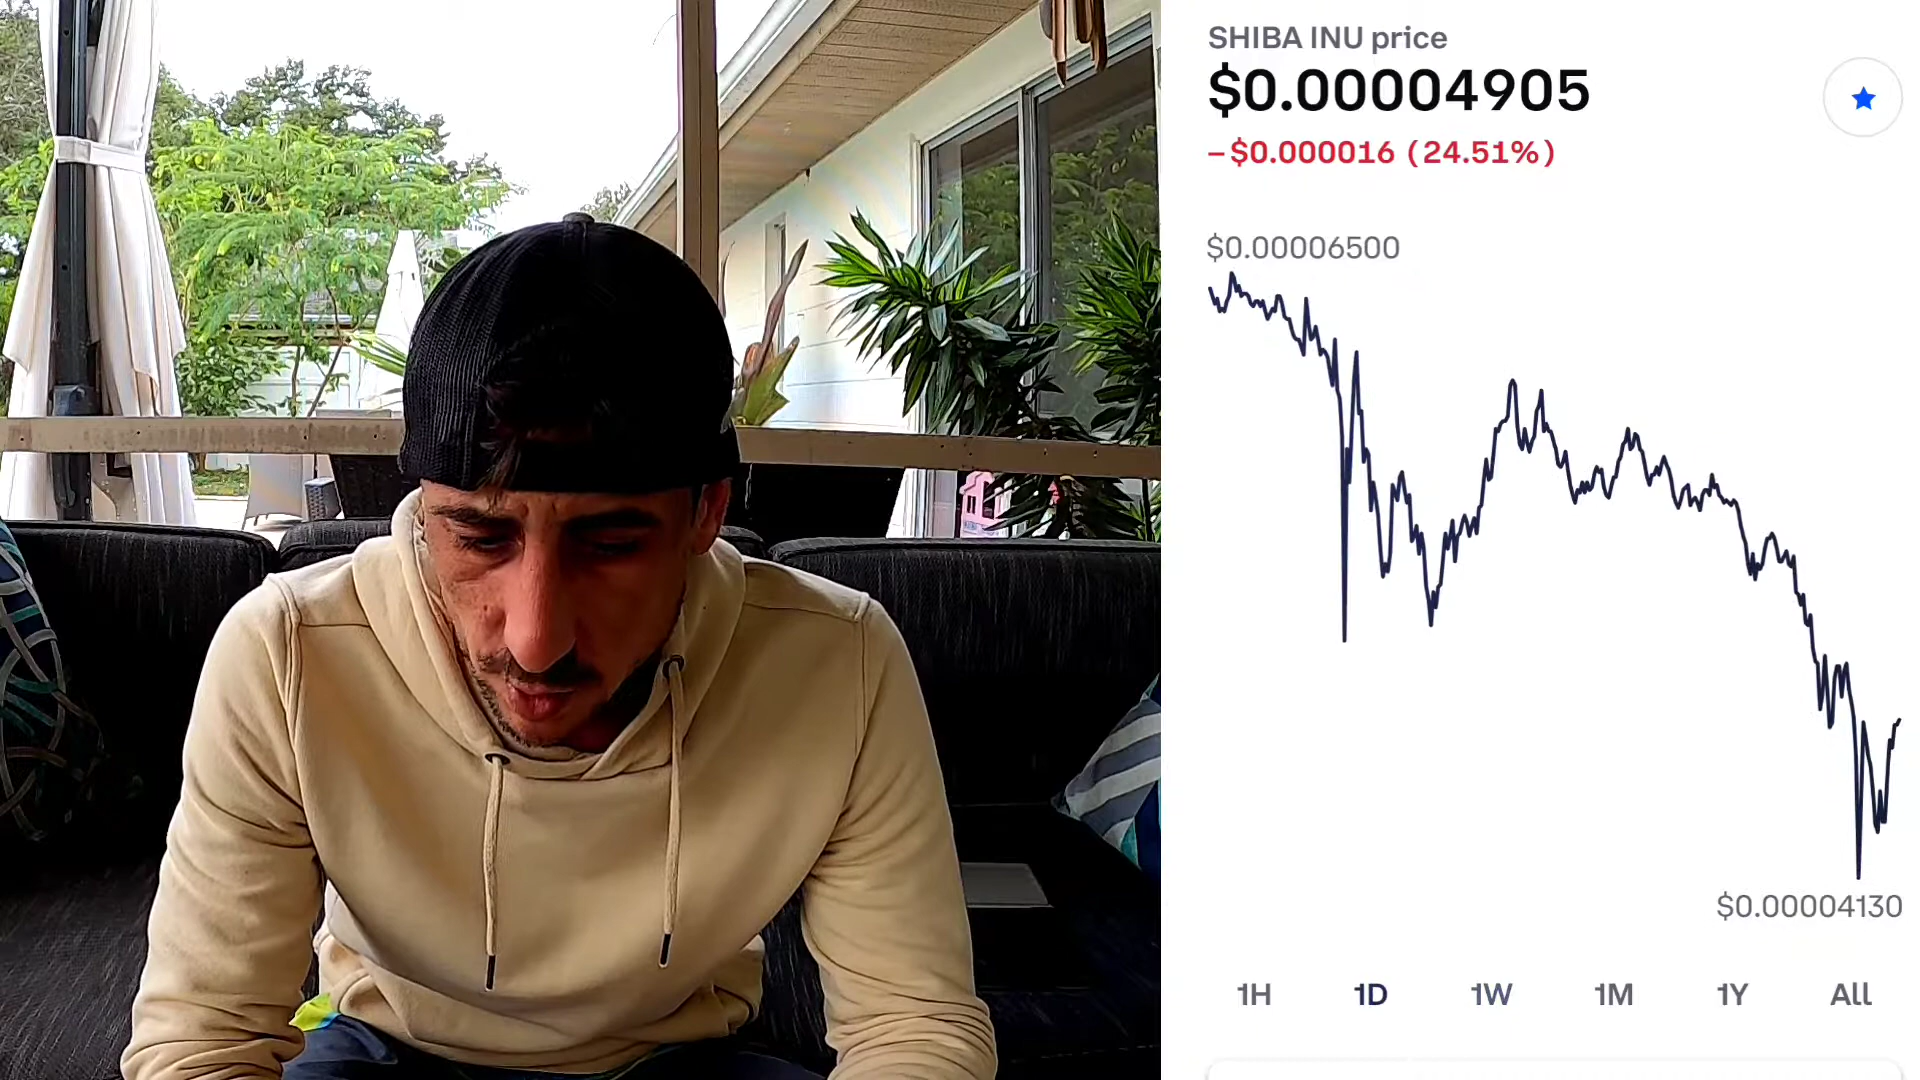 SHIBA INU price
$0.00004905
–$0.000016 (24.51%)
$0.00006500
$0.00004130
1H 1D 1W 1M 1Y All